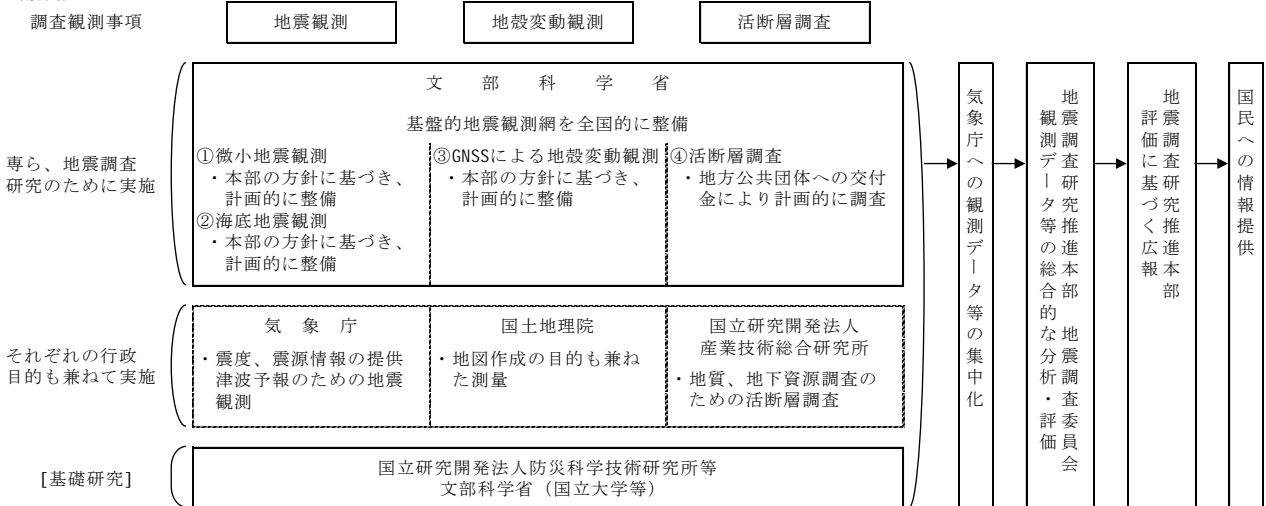 調査観測事項
地震観測
地殻変動観測
活断層調査
文部科学省
基盤的地震観測網を全国的に整備
専ら、地震調査
研究のために実施
①微小地震観測
・本部の方針に基づき、
計画的に整備
②海底地震観測
・本部の方針に基づき、
計画的に整備
③GNSSによる地殻変動観測
・本部の方針に基づき、
計画的に整備
④活断層調査
・地方公共団体への交付
金により計画的に調査
それぞれの行政
目的も兼ねて実施
気象庁
・震度、震源情報の提供
津波予報のための地震
観測
国土地理院
・地図作成の目的も兼ね
た測量
国立研究開発法人
産業技術総合研究所
・地質、地下資源調査の
ための活断層調査
[基礎研究]
国立研究開発法人防災科学技術研究所等
文部科学省（国立大学等）
気象庁への観測データ等の集中化
地震調査研究推進本部　地震調査委員会
観測データ等の総合的な分析・評価
地震調査研究推進本部
評価に基づく広報
国民への情報提供